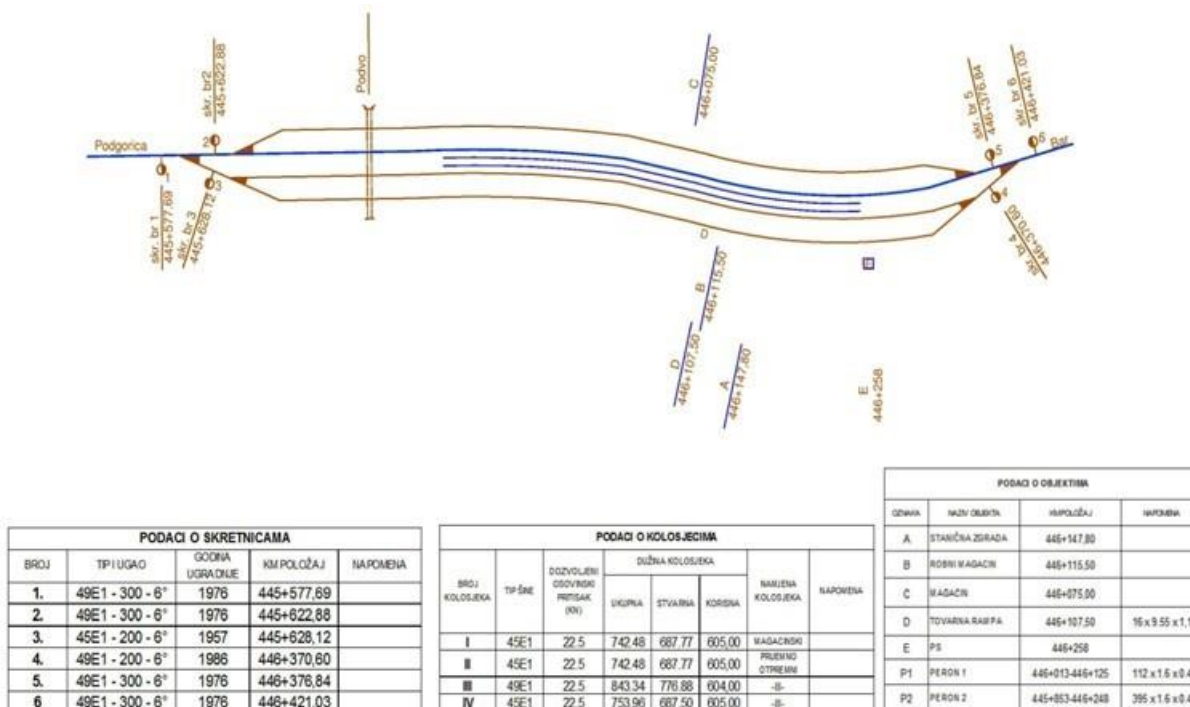 Podgorica
skr. br 1
445+577.69
1
skr. br2
445+622.88
2
skr. br 3
445+628.12
3
Podvo
C
446+075.00
D
B
446+115.50
D
446+107.50
A
446+147.80
E
446+258
skr. br 5
446+376.84
5
skr. br 6
446+421.03
6
Bar
4
skr. br 4
446+370.60
PODACI O SKRETNICAMA
BROJ TIP I UGAO GODINA UGRADNJE KM POLOŽAJ NAPOMENA
1. 49E1 - 300 - 6° 1976 445+577,69
2. 49E1 - 300 - 6° 1976 445+622,88
3. 45E1 - 200 - 6° 1957 445+628,12
4. 49E1 - 200 - 6° 1986 446+370,60
5. 49E1 - 300 - 6° 1976 446+376,84
6 49E1 - 300 - 6° 1976 446+421,03
PODACI O KOLOSJECIMA
BROJ KOLOSJEKA TIP ŠINE DOZVOLJENI OSOVINSKI PRITISAK (KN) DUŽINA KOLOSJEKA NAMJENA KOLOSJEKA NAPOMENA
UKUPNA STVARNA KORISNA
I 45E1 22.5 742.48 687.77 605,00 MAGACINSKI
II 45E1 22.5 742.48 687.77 605,00 PRIJEMNO OTPREMNI
III 49E1 22.5 843.34 776.88 604,00 -II-
IV 45E1 22.5 753.96 687.50 605,00 -II-
PODACI O OBJEKTIMA
OZNAKA NAZIV OBJEKTA KM POLOŽAJ NAPOMENA
A STANIČNA ZGRADA 446+147,80
B ROBNI MAGACIN 446+115,50
C MAGACIN 446+075,00
D TOVARNA RAMPA 446+107,50 16 x 9.55 x 1,1
E PS 446+258
P1 PERON 1 446+013-446+125 112 x 1.6 x 0.4
P2 PERON 2 445+853-446+248 395 x 1.6 x 0.4